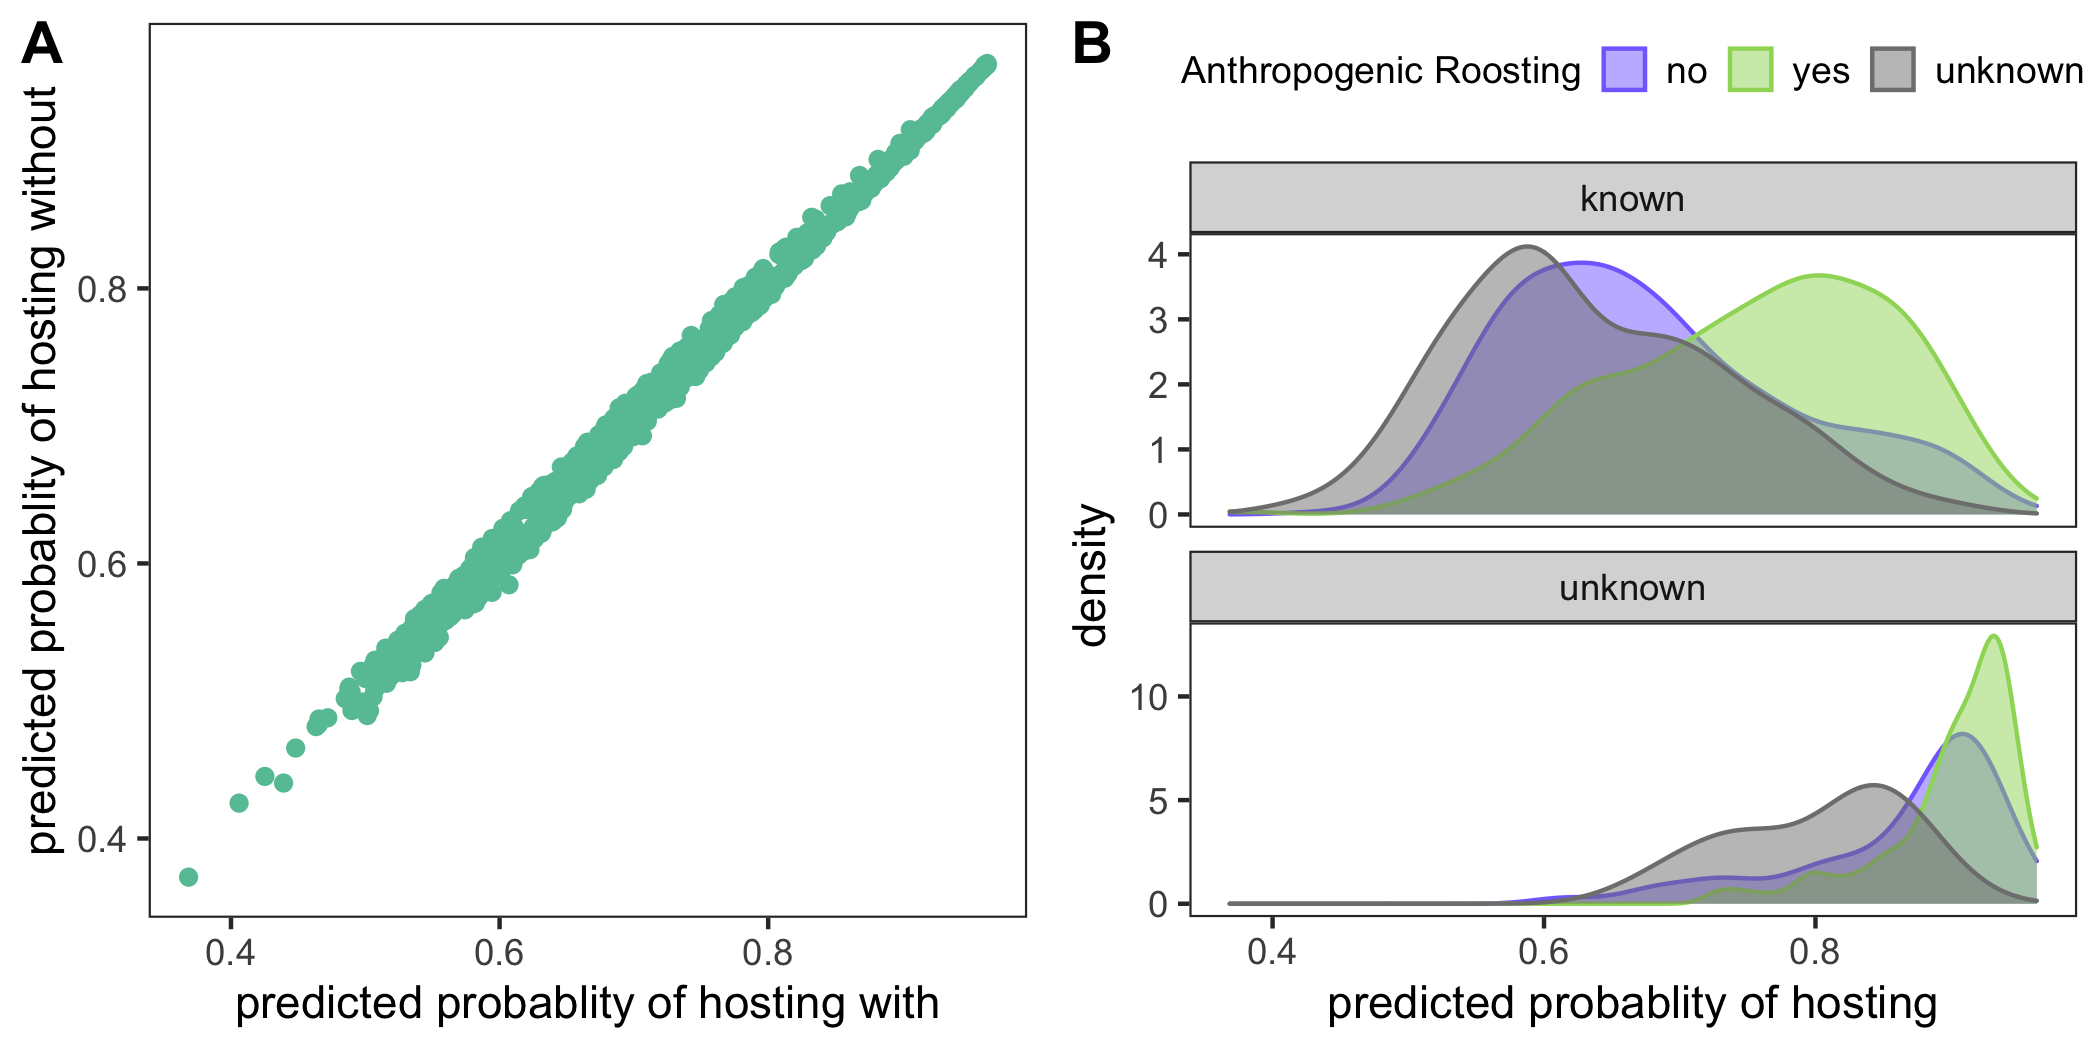 A
predicted probablity of hosting without
0.8
0.6
0.4
0.4 0.6 0.8
predicted probablity of hosting with
B
Anthropogenic Roosting no yes unknown
known
4
3
2
1
0
density
unknown
10
5
0
0.4 0.6 0.8
predicted probablity of hosting